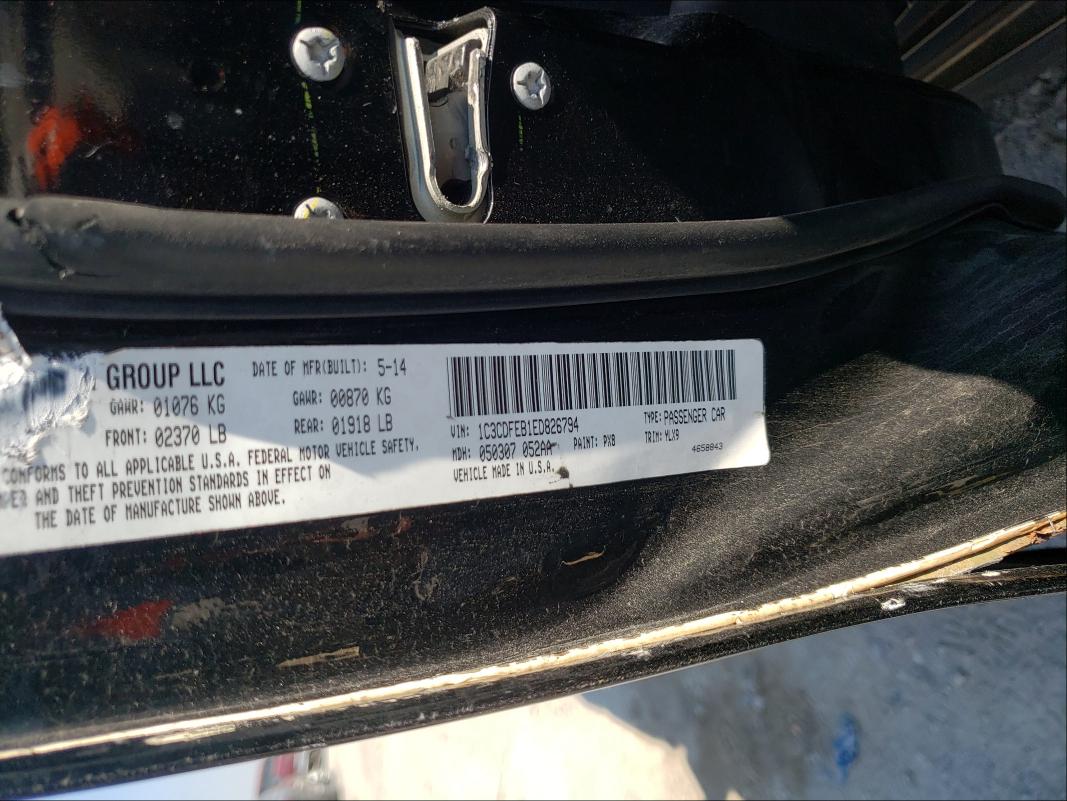 GROUP LLC
DATE OF MFR(BUILT): 5-14
GAWR: 01076 KG
GAWR: 00870 KG
FRONT: 02370 LB
REAR: 01918 LB
CONFORMS TO ALL APPLICABLE U.S.A. FEDERAL MOTOR VEHICLE SAFETY,
AND THEFT PREVENTION STANDARDS IN EFFECT ON
THE DATE OF MANUFACTURE SHOWN ABOVE.
VIN: 1C3CDFEB1ED826794
TYPE: PASSENGER CAR
MDH: 050307 052AA
PAINT: PX8
TRIM: YLX9
VEHICLE MADE IN U.S.A.
4658843